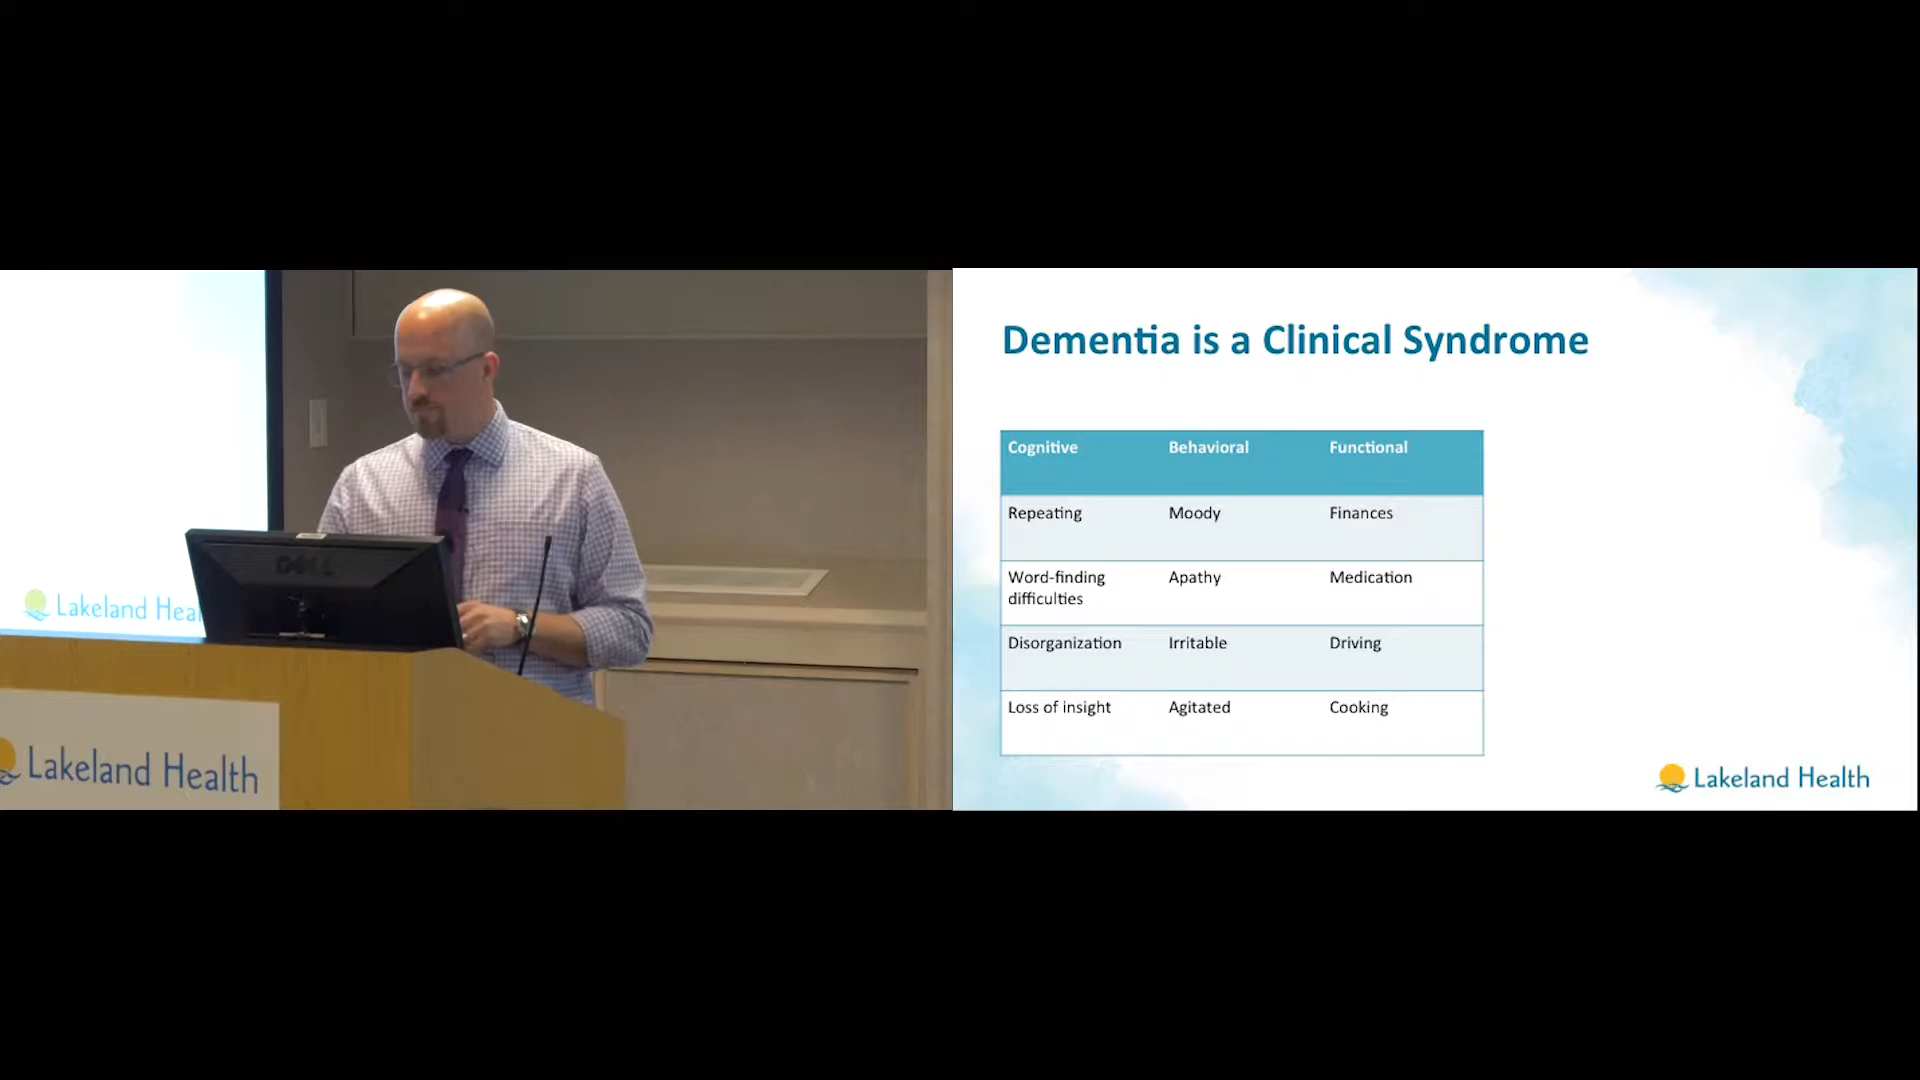 Dementia is a Clinical Syndrome
Cognitive Behavioral Functional
Repeating Moody Finances
Word-finding difficulties Apathy Medication
Disorganization Irritable Driving
Loss of insight Agitated Cooking
Lakeland Health
Lakeland Hea
DELL
Lakeland Health